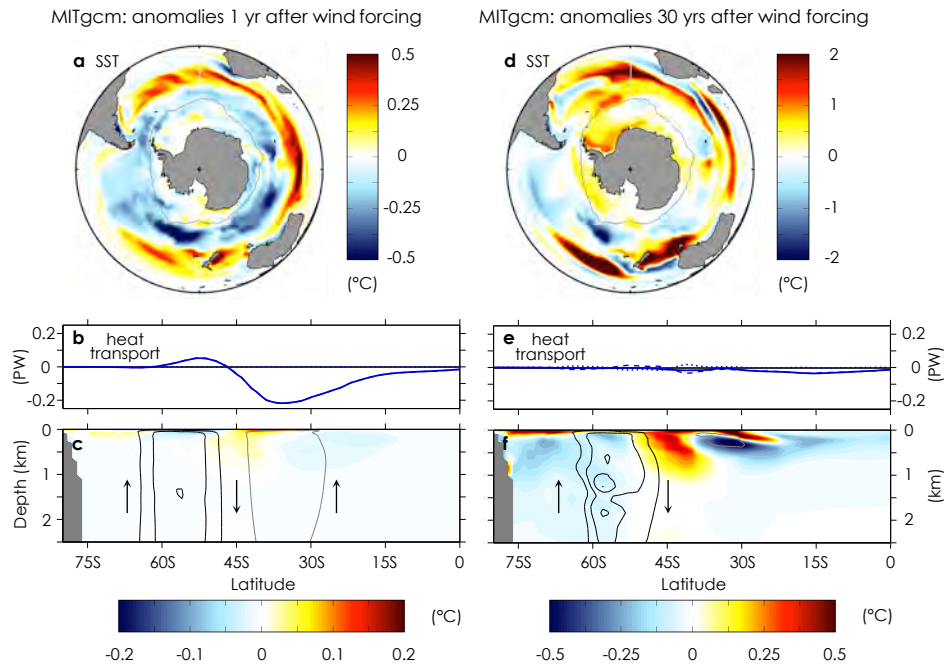 MITgcm: anomalies 1 yr after wind forcing
MITgcm: anomalies 30 yrs after wind forcing
a SST
0.5
0.25
0
-0.25
-0.5
(°C)
d SST
2
1
0
-1
-2
(°C)
b heat
transport
0.2
0
-0.2
(PW)
e heat
transport
0.2
0
-0.2
(PW)
c
0
1
2
Depth (km)
75S 60S 45S 30S 15S 0
Latitude
f
0
1
2
(km)
75S 60S 45S 30S 15S 0
Latitude
-0.2 -0.1 0 0.1 0.2 (°C)
-0.5 -0.25 0 0.25 0.5 (°C)